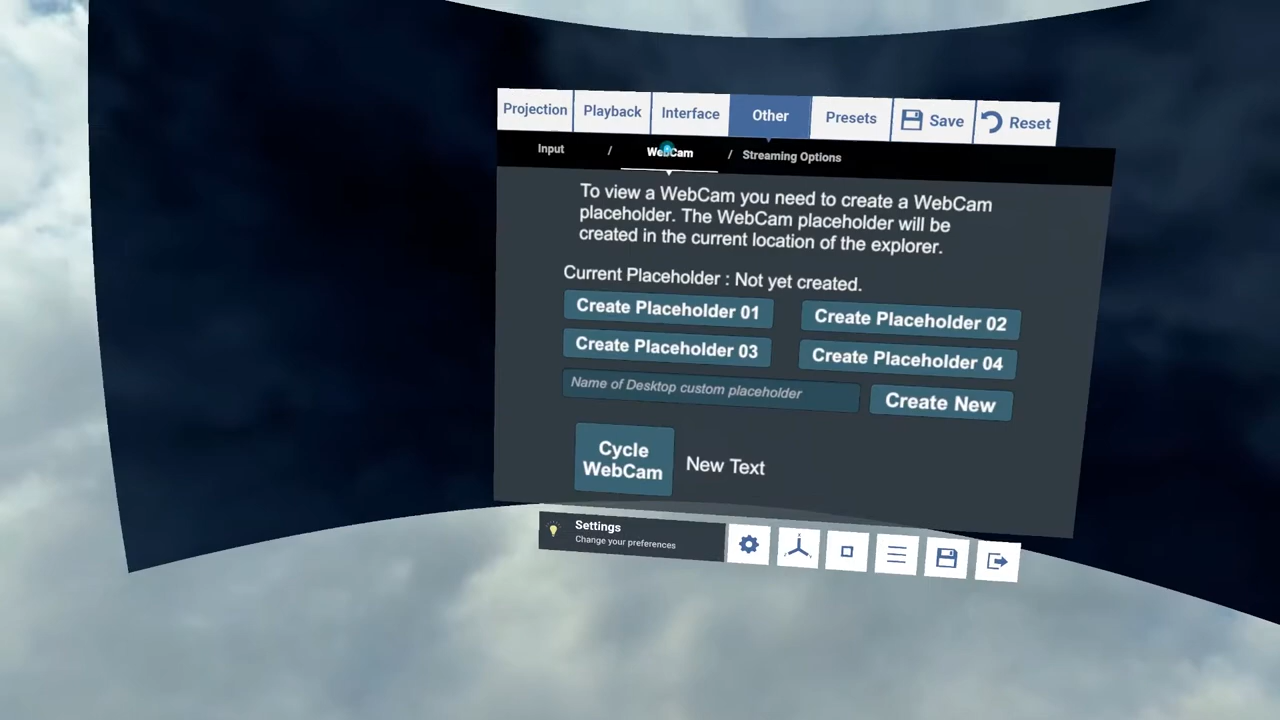 Projection
Playback
Interface
Other
Presets
Save
Reset
Input / WebCam / Streaming Options
To view a WebCam you need to create a WebCam
placeholder. The WebCam placeholder will be
created in the current location of the explorer.
Current Placeholder : Not yet created.
Create Placeholder 01
Create Placeholder 02
Create Placeholder 03
Create Placeholder 04
Name of Desktop custom placeholder
Create New
Cycle
WebCam
New Text
Settings
Change your preferences